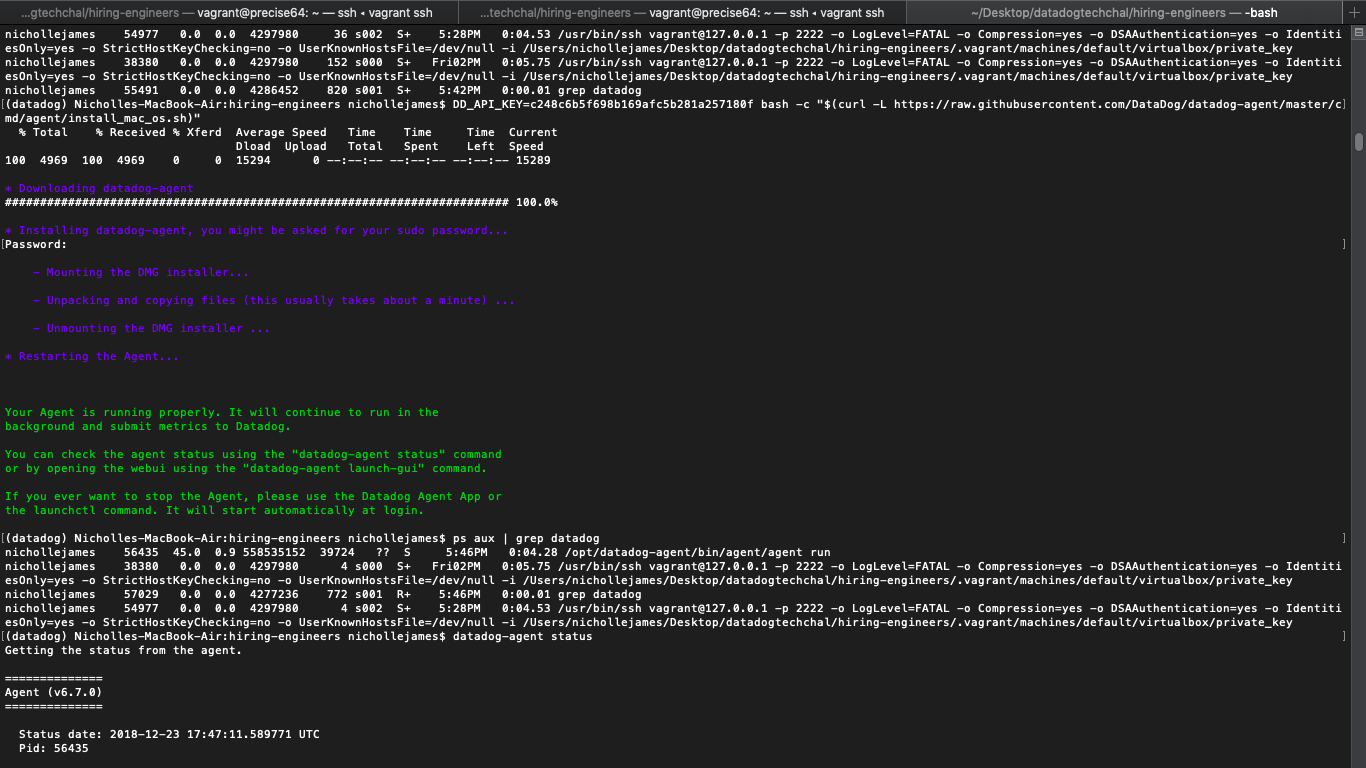 ...gtechchal/hiring-engineers — vagrant@precise64: ~ — ssh ◂ vagrant ssh
...techchal/hiring-engineers — vagrant@precise64: ~ — ssh ◂ vagrant ssh
~/Desktop/datadogtechchal/hiring-engineers — -bash
nichollejames    54977   0.0  0.0  4297980     36 s002  S+    5:28PM   0:04.53 /usr/bin/ssh vagrant@127.0.0.1 -p 2222 -o LogLevel=FATAL -o Compression=yes -o DSAAuthentication=yes -o Identiti
esOnly=yes -o StrictHostKeyChecking=no -o UserKnownHostsFile=/dev/null -i /Users/nichollejames/Desktop/datadogtechchal/hiring-engineers/.vagrant/machines/default/virtualbox/private_key
nichollejames    38380   0.0  0.0  4297980    152 s000  S+   Fri02PM   0:05.75 /usr/bin/ssh vagrant@127.0.0.1 -p 2222 -o LogLevel=FATAL -o Compression=yes -o DSAAuthentication=yes -o Identiti
esOnly=yes -o StrictHostKeyChecking=no -o UserKnownHostsFile=/dev/null -i /Users/nichollejames/Desktop/datadogtechchal/hiring-engineers/.vagrant/machines/default/virtualbox/private_key
nichollejames    55491   0.0  0.0  4286452    820 s001  S+    5:42PM   0:00.01 grep datadog
[(datadog) Nicholles-MacBook-Air:hiring-engineers nichollejames$ DD_API_KEY=c248c6b5f698b169afc5b281a257180f bash -c "$(curl -L https://raw.githubusercontent.com/DataDog/datadog-agent/master/c]
md/agent/install_mac_os.sh)"
  % Total    % Received % Xferd  Average Speed   Time    Time     Time  Current
                                 Dload  Upload   Total   Spent    Left  Speed
100  4969  100  4969    0     0  15294      0 --:--:-- --:--:-- --:--:-- 15289
* Downloading datadog-agent
######################################################################## 100.0%
* Installing datadog-agent, you might be asked for your sudo password...
[Password:]
    - Mounting the DMG installer...
    - Unpacking and copying files (this usually takes about a minute) ...
    - Unmounting the DMG installer ...
* Restarting the Agent...
Your Agent is running properly. It will continue to run in the
background and submit metrics to Datadog.
You can check the agent status using the "datadog-agent status" command
or by opening the webui using the "datadog-agent launch-gui" command.
If you ever want to stop the Agent, please use the Datadog Agent App or
the launchctl command. It will start automatically at login.
[(datadog) Nicholles-MacBook-Air:hiring-engineers nichollejames$ ps aux | grep datadog]
nichollejames    56435  45.0  0.9 558535152  39724   ??  S     5:46PM   0:04.28 /opt/datadog-agent/bin/agent/agent run
nichollejames    38380   0.0  0.0  4297980      4 s000  S+   Fri02PM   0:05.75 /usr/bin/ssh vagrant@127.0.0.1 -p 2222 -o LogLevel=FATAL -o Compression=yes -o DSAAuthentication=yes -o Identiti
esOnly=yes -o StrictHostKeyChecking=no -o UserKnownHostsFile=/dev/null -i /Users/nichollejames/Desktop/datadogtechchal/hiring-engineers/.vagrant/machines/default/virtualbox/private_key
nichollejames    57029   0.0  0.0  4277236    772 s001  R+    5:46PM   0:00.01 grep datadog
nichollejames    54977   0.0  0.0  4297980      4 s002  S+    5:28PM   0:04.53 /usr/bin/ssh vagrant@127.0.0.1 -p 2222 -o LogLevel=FATAL -o Compression=yes -o DSAAuthentication=yes -o Identiti
esOnly=yes -o StrictHostKeyChecking=no -o UserKnownHostsFile=/dev/null -i /Users/nichollejames/Desktop/datadogtechchal/hiring-engineers/.vagrant/machines/default/virtualbox/private_key
[(datadog) Nicholles-MacBook-Air:hiring-engineers nichollejames$ datadog-agent status]
Getting the status from the agent.
==============
Agent (v6.7.0)
==============
  Status date: 2018-12-23 17:47:11.589771 UTC
  Pid: 56435